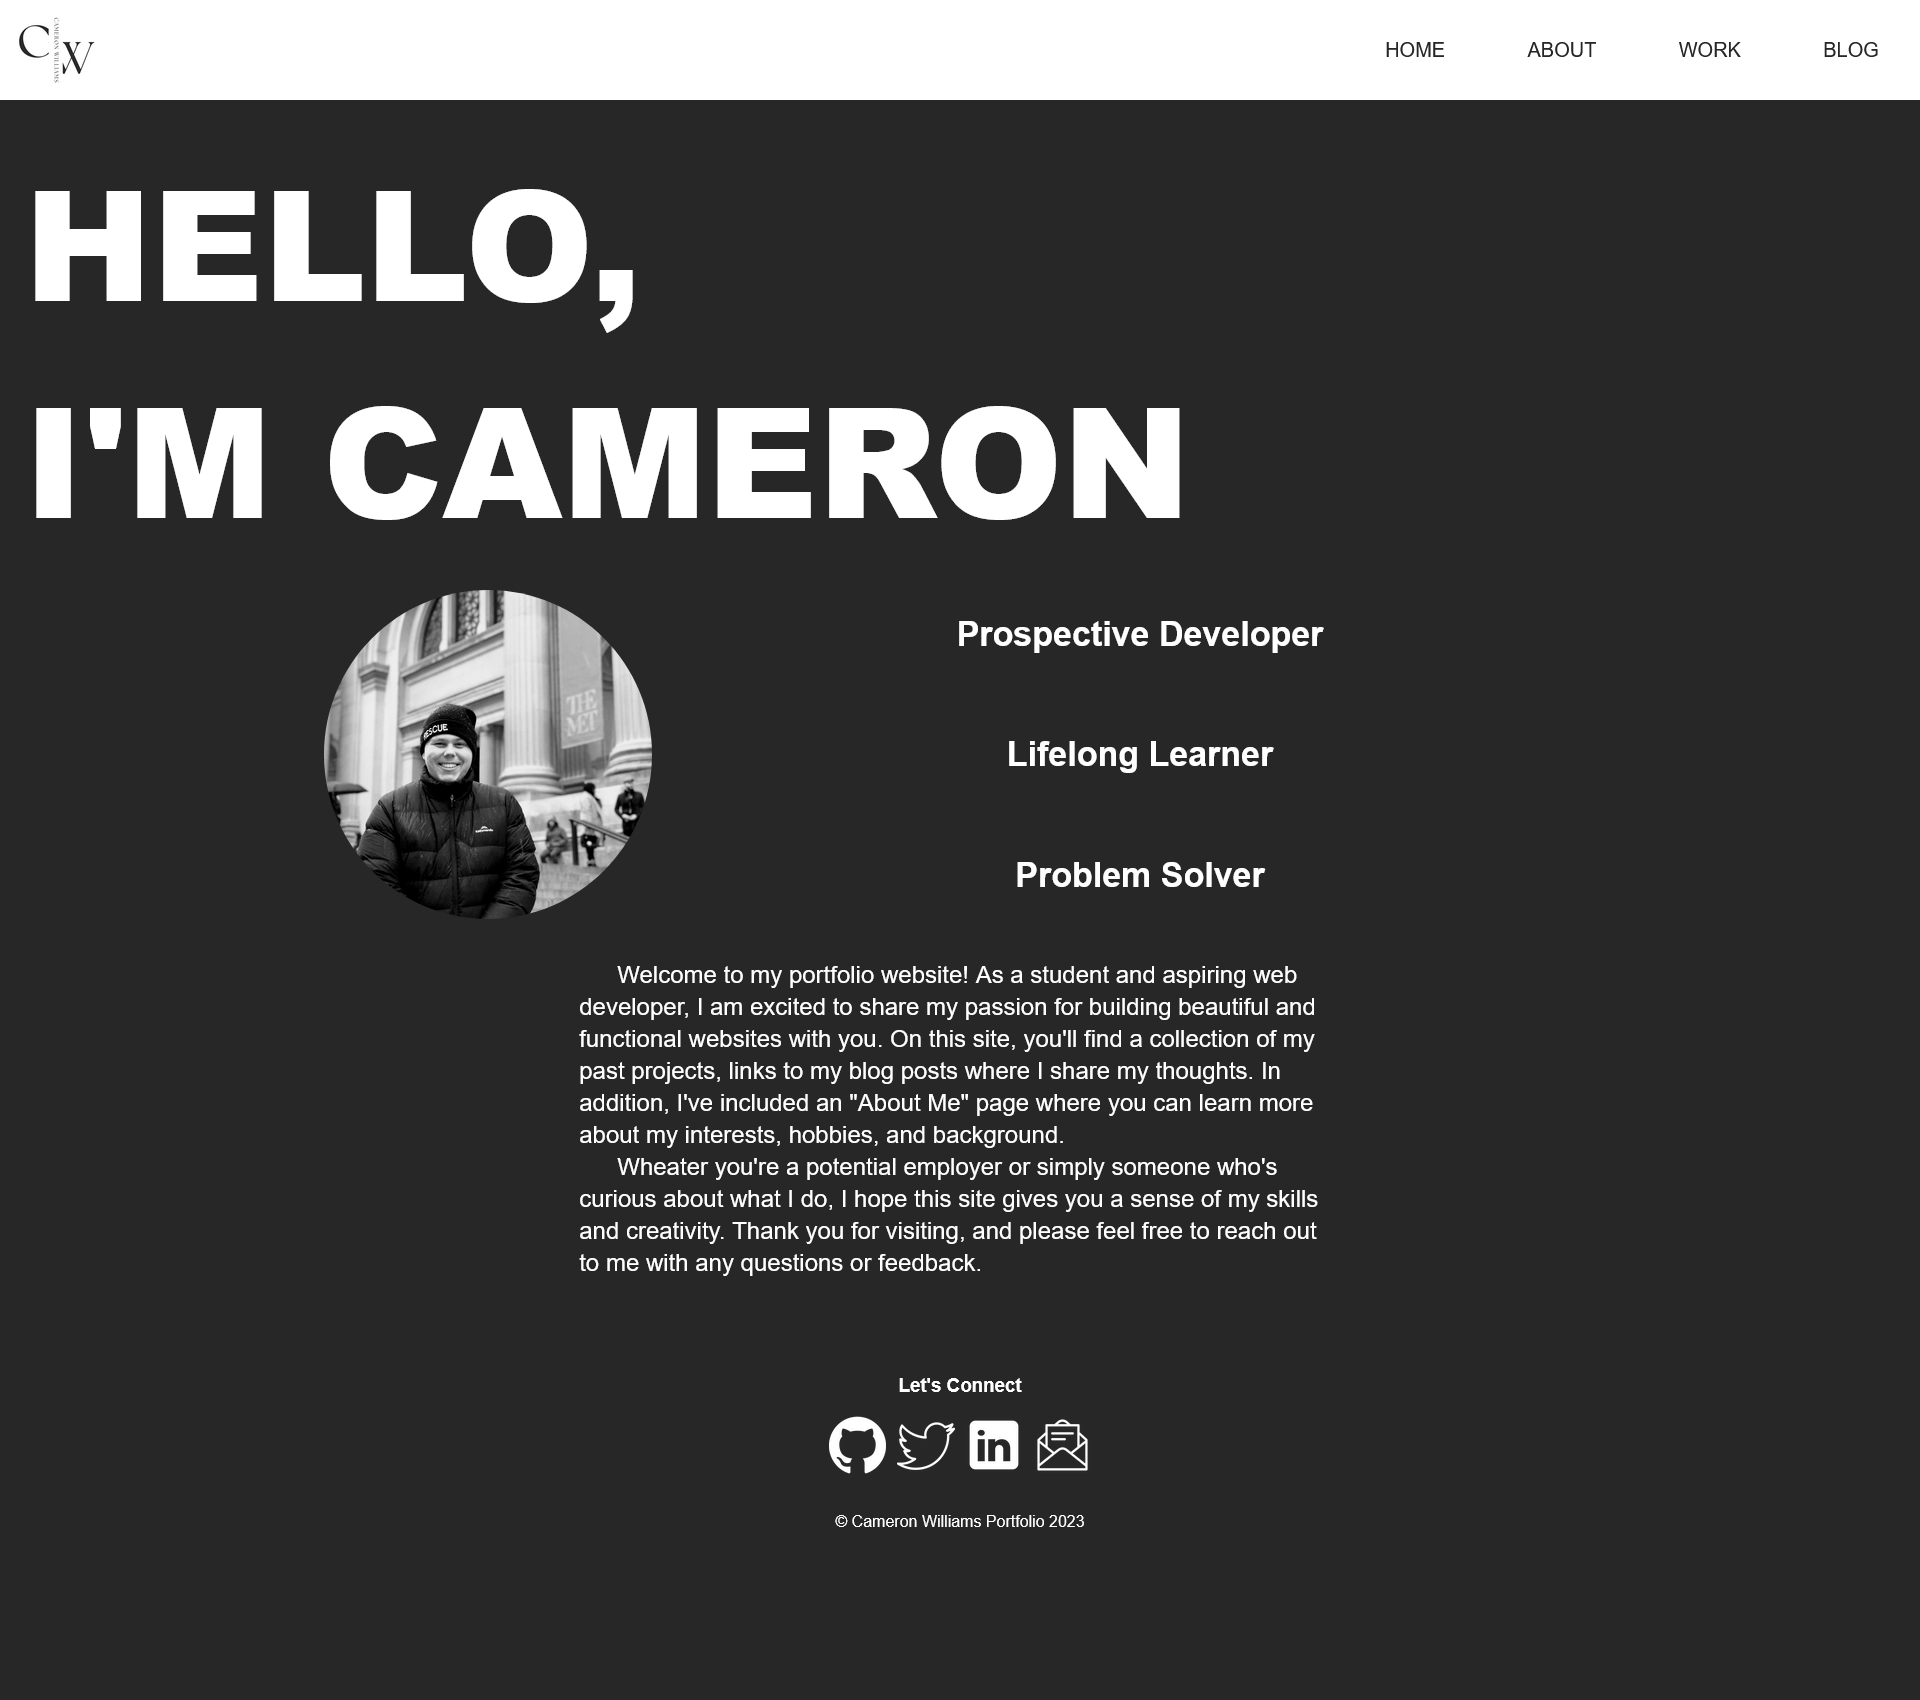 CW
CAMERON WILLIAMS
HOME ABOUT WORK BLOG
HELLO,
I'M CAMERON
THE
MET
RESCUE
Prospective Developer
Lifelong Learner
Problem Solver
Welcome to my portfolio website! As a student and aspiring web
developer, I am excited to share my passion for building beautiful and
functional websites with you. On this site, you'll find a collection of my
past projects, links to my blog posts where I share my thoughts. In
addition, I've included an "About Me" page where you can learn more
about my interests, hobbies, and background.
Wheater you're a potential employer or simply someone who's
curious about what I do, I hope this site gives you a sense of my skills
and creativity. Thank you for visiting, and please feel free to reach out
to me with any questions or feedback.
Let's Connect
in
© Cameron Williams Portfolio 2023